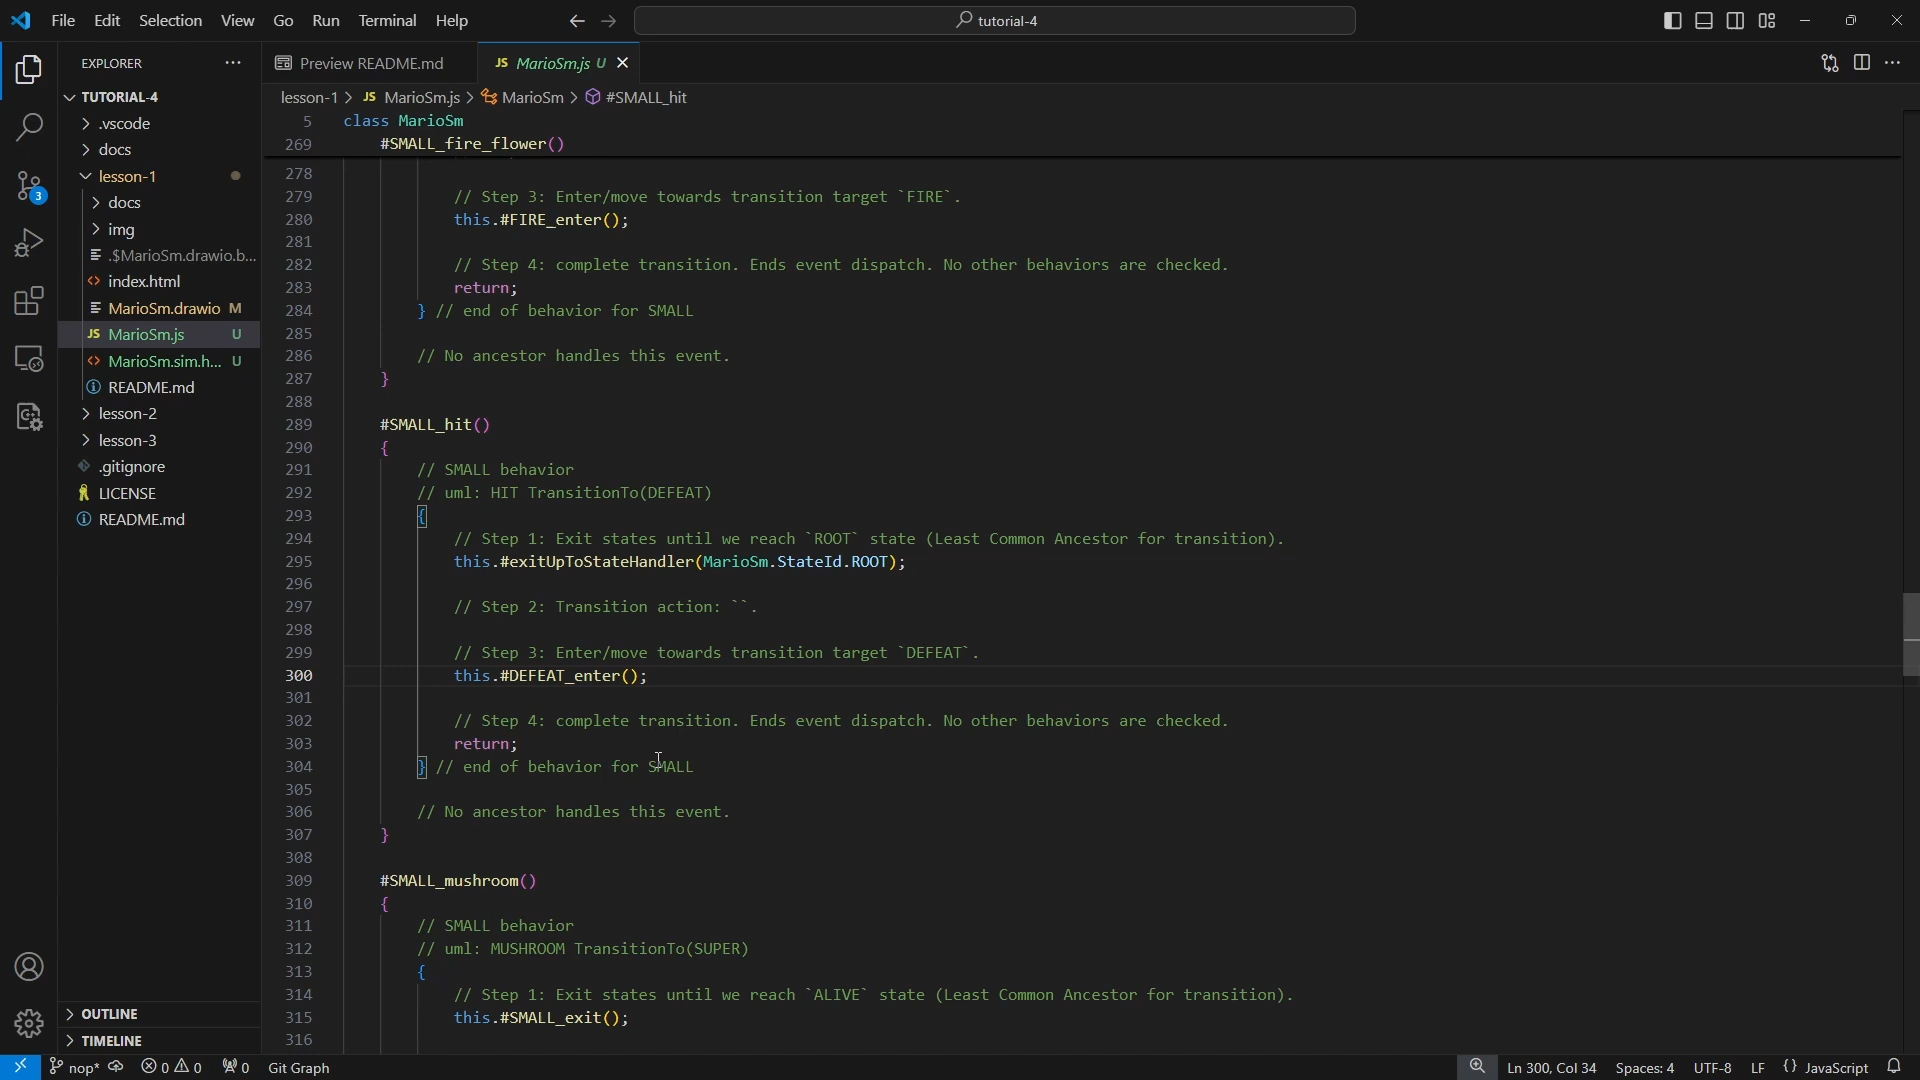 File Edit Selection View Go Run Terminal Help
tutorial-4
EXPLORER
TUTORIAL-4
.vscode
docs
lesson-1
docs
img
.$MarioSm.drawio.b...
index.html
MarioSm.drawio M
JS MarioSm.js U
MarioSm.sim.h... U
README.md
lesson-2
lesson-3
.gitignore
LICENSE
README.md
OUTLINE
TIMELINE
3
Preview README.md
JS MarioSm.js U
lesson-1 > JS MarioSm.js > MarioSm > #SMALL_hit
5 class MarioSm
269 #SMALL_fire_flower()
278
279 // Step 3: Enter/move towards transition target `FIRE`.
280 this.#FIRE_enter();
281
282 // Step 4: complete transition. Ends event dispatch. No other behaviors are checked.
283 return;
284 } // end of behavior for SMALL
285
286 // No ancestor handles this event.
287 }
288
289 #SMALL_hit()
290 {
291 // SMALL behavior
292 // uml: HIT TransitionTo(DEFEAT)
293 {
294 // Step 1: Exit states until we reach `ROOT` state (Least Common Ancestor for transition).
295 this.#exitUpToStateHandler(MarioSm.StateId.ROOT);
296
297 // Step 2: Transition action: ``.
298
299 // Step 3: Enter/move towards transition target `DEFEAT`.
300 this.#DEFEAT_enter();
301
302 // Step 4: complete transition. Ends event dispatch. No other behaviors are checked.
303 return;
304 } // end of behavior for SMALL
305
306 // No ancestor handles this event.
307 }
308
309 #SMALL_mushroom()
310 {
311 // SMALL behavior
312 // uml: MUSHROOM TransitionTo(SUPER)
313 {
314 // Step 1: Exit states until we reach `ALIVE` state (Least Common Ancestor for transition).
315 this.#SMALL_exit();
316
nop* 0 0 0 Git Graph
Ln 300, Col 34 Spaces: 4 UTF-8 LF {} JavaScript